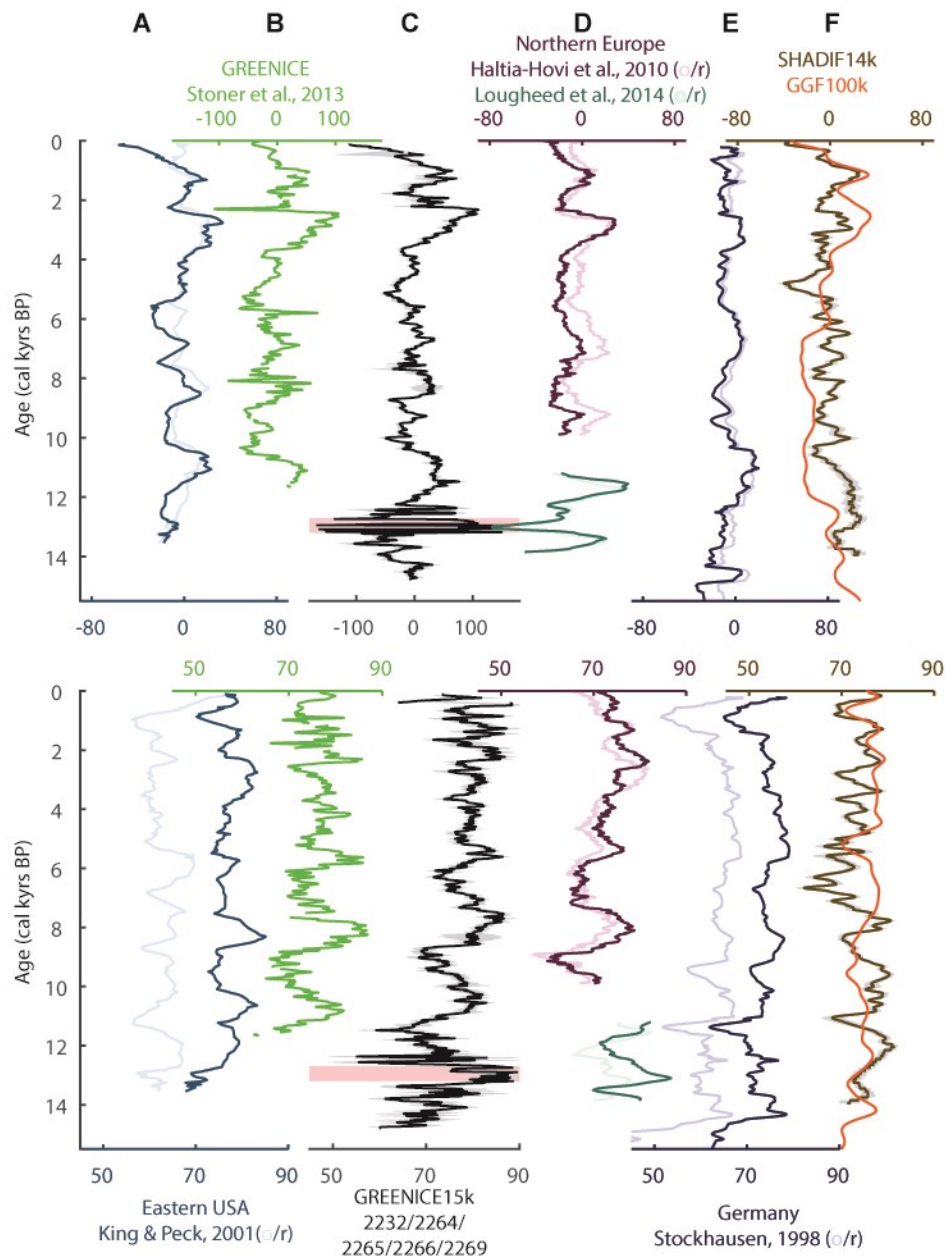 A B C D E F
GREENICE
Stoner et al., 2013
Northern Europe
Haltia-Hovi et al., 2010 (o/r)
Lougheed et al., 2014 (o/r)
SHADIF14k
GGF100k
-100 0 100
-80 0 80
-80 0 80
0
2
4
6
8
10
12
14
Age (cal kyrs BP)
-80 0 80
-100 0 100
-80 0 80
50 70 90
50 70 90
50 70 90
0
2
4
6
8
10
12
14
Age (cal kyrs BP)
50 70 90
70 90
50 70 90
Eastern USA
King & Peck, 2001(o/r)
GREENICE15k
2232/2264/
2265/2266/2269
Germany
Stockhausen, 1998 (o/r)